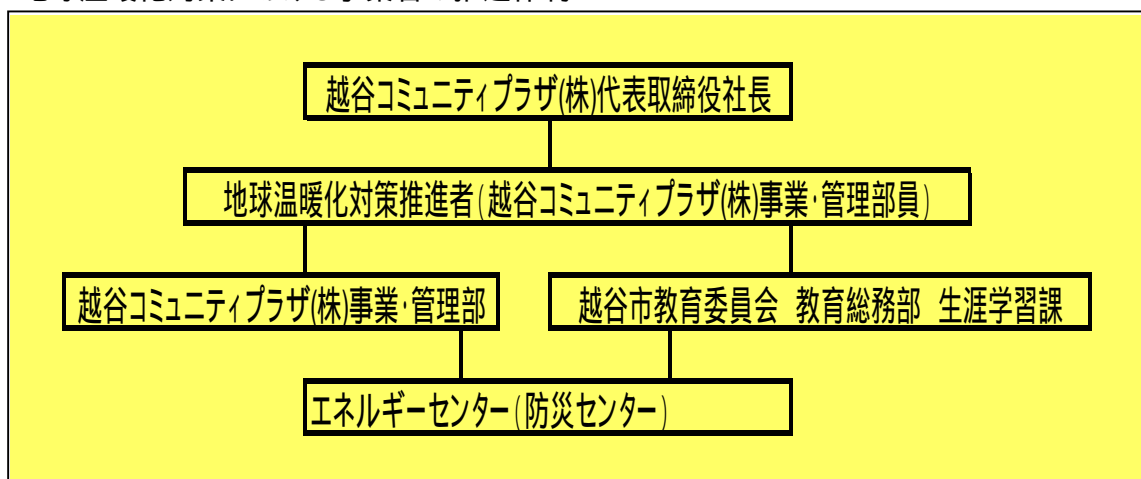 越谷コミュニティプラザ(株)代表取締役社長
地球温暖化対策推進者(越谷コミュニティプラザ(株)事業・管理部員)
越谷コミュニティプラザ(株)事業・管理部
越谷市教育委員会 教育総務部 生涯学習課
エネルギーセンター(防災センター)